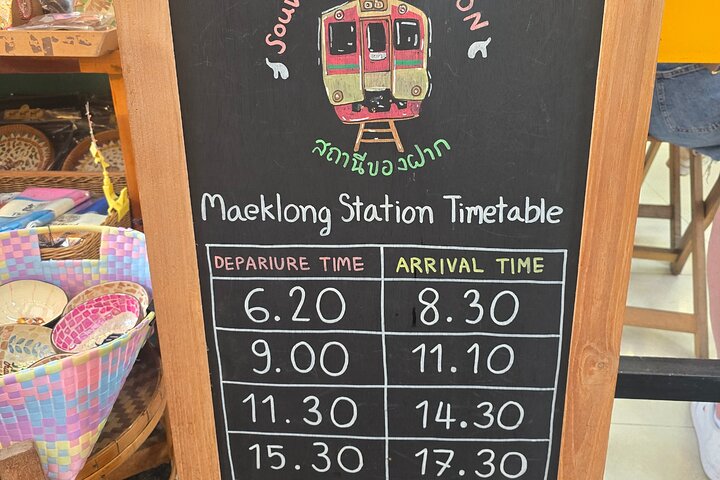 สถานีของฝาก
Maeklong Station Timetable
DEPARIURE TIME ARRIVAL TIME
6.20 8.30
9.00 11.10
11.30 14.30
15.30 17.30